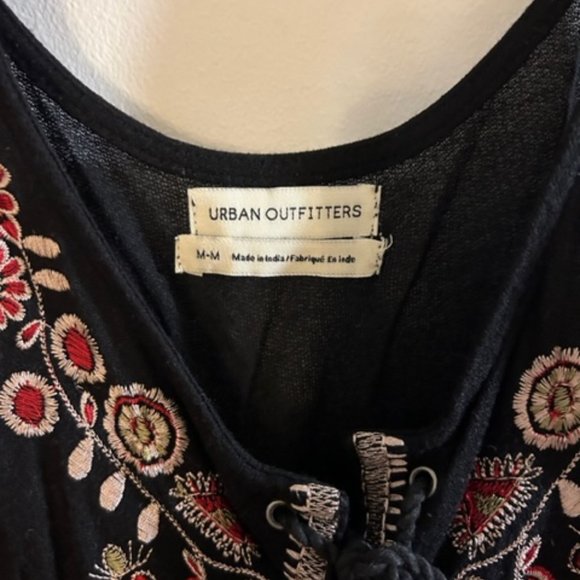 URBAN OUTFITTERS
M-M Made in India/Fabriqué En Inde